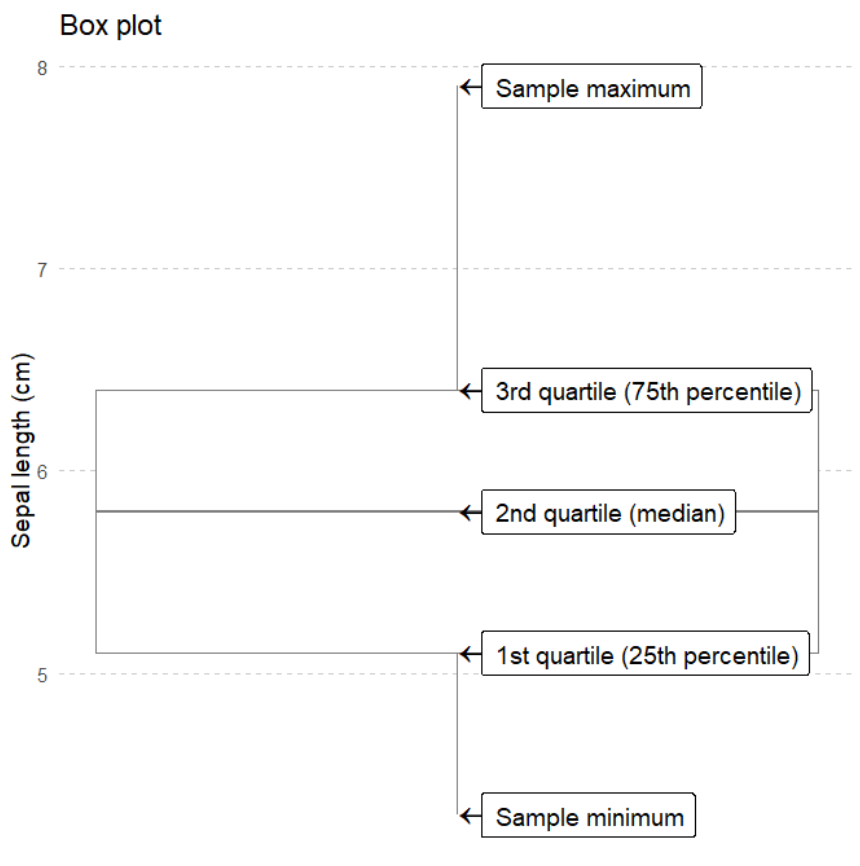 Box plot
8
Sample maximum
7
3rd quartile (75th percentile)
Sepal length (cm)
6
2nd quartile (median)
1st quartile (25th percentile)
5
Sample minimum